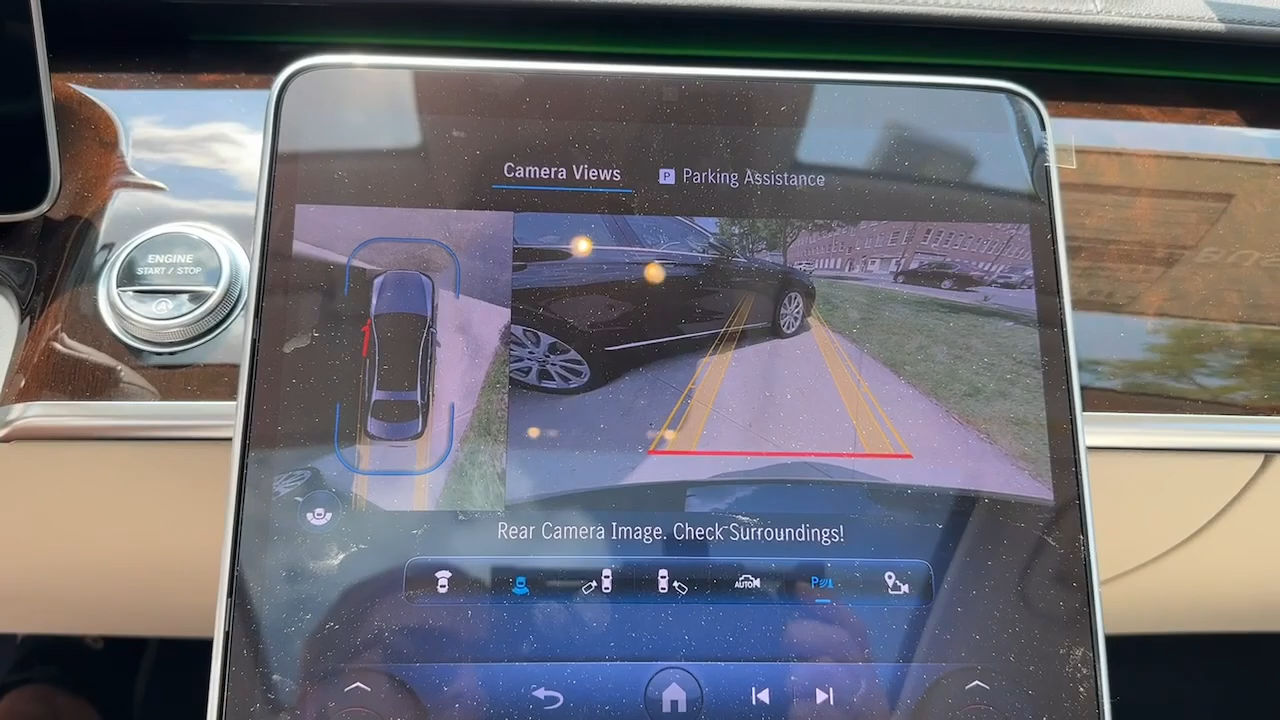 Camera Views
P Parking Assistance
ENGINE
START / STOP
Rear Camera Image. Check Surroundings!
AUTO
P